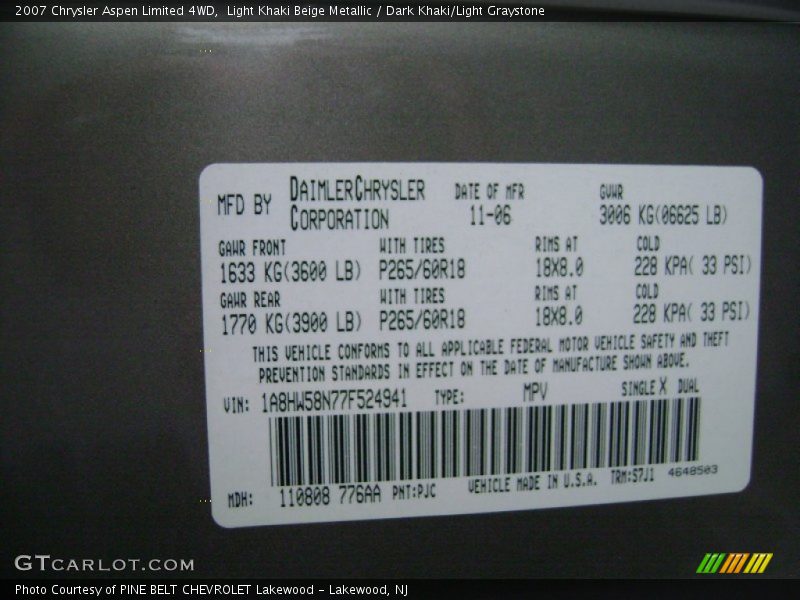 2007 Chrysler Aspen Limited 4WD,  Light Khaki Beige Metallic / Dark Khaki/Light Graystone
MFD BY DAIMLERCHRYSLER CORPORATION DATE OF MFR 11-06 GVWR 3006 KG(06625 LB)
GAWR FRONT WITH TIRES RIMS AT COLD
1633 KG(3600 LB) P265/60R18 18X8.0 228 KPA( 33 PSI)
GAWR REAR WITH TIRES RIMS AT COLD
1770 KG(3900 LB) P265/60R18 18X8.0 228 KPA( 33 PSI)
THIS VEHICLE CONFORMS TO ALL APPLICABLE FEDERAL MOTOR VEHICLE SAFETY AND THEFT
PREVENTION STANDARDS IN EFFECT ON THE DATE OF MANUFACTURE SHOWN ABOVE.
VIN: 1A8HW58N77F524941 TYPE: MPV SINGLE X DUAL
MDH: 110808 776AA PNT:PJC VEHICLE MADE IN U.S.A. TRM:S7J1 4648503
GTCARLOT.COM
Photo Courtesy of PINE BELT CHEVROLET Lakewood - Lakewood, NJ